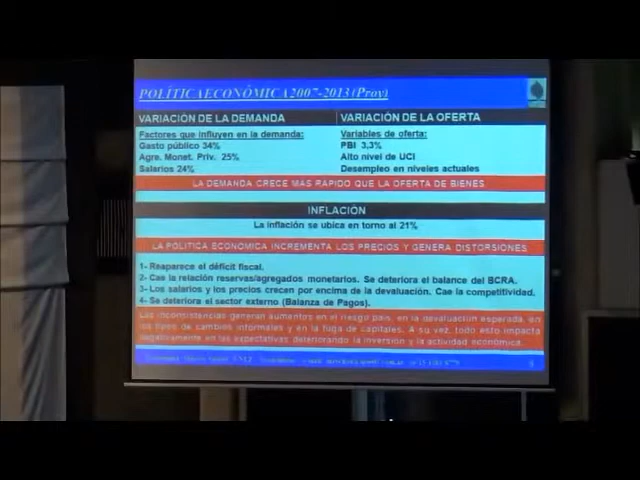 POLÍTICA ECONÓMICA 2007-2013 (Proy)
VARIACIÓN DE LA DEMANDA
VARIACIÓN DE LA OFERTA
Factores que influyen en la demanda:
Gasto público 34%
Agre. Monet. Priv. 25%
Salarios 24%
Variables de oferta:
PBI 3,3%
Alto nivel de UCI
Desempleo en niveles actuales
LA DEMANDA CRECE MAS RAPIDO QUE LA OFERTA DE BIENES
INFLACIÓN
La inflación se ubica en torno al 21%
LA POLITICA ECONOMICA INCREMENTA LOS PRECIOS Y GENERA DISTORSIONES
1- Reaparece el déficit fiscal.
2- Cae la relación reservas/agregados monetarios. Se deteriora el balance del BCRA.
3- Los salarios y los precios crecen por encima de la devaluación. Cae la competitividad.
4- Se deteriora el sector externo (Balanza de Pagos).
Las inconsistencias generan aumentos en el riesgo país, en la devaluación esperada, en
los tipos de cambios informales y en la fuga de capitales. A su vez, todo esto impacta
negativamente en las expectativas deteriorando la inversión y la actividad económica.